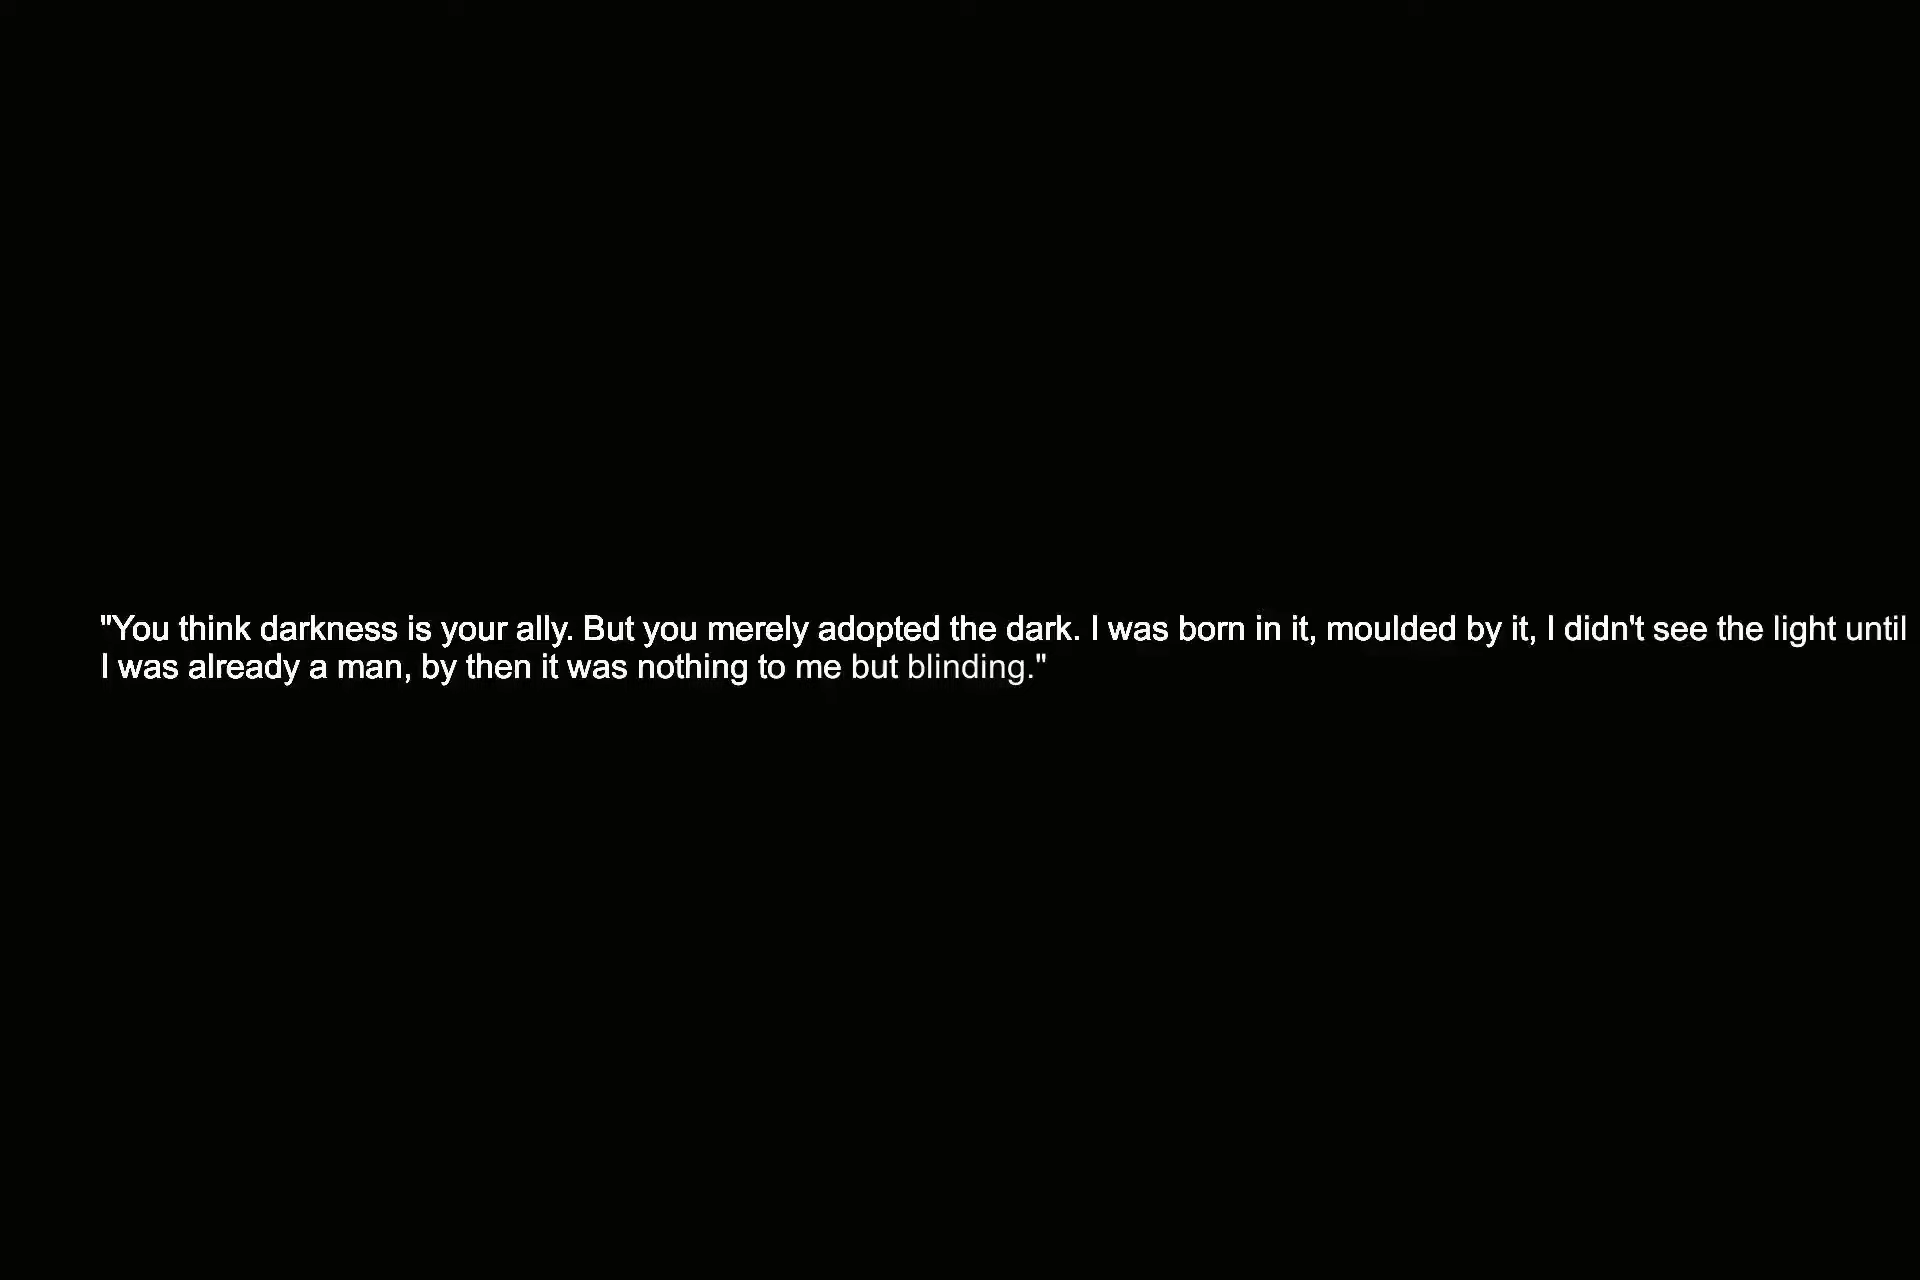 "You think darkness is your ally. But you merely adopted the dark. I was born in it, moulded by it, I didn't see the light until
I was already a man, by then it was nothing to me but blinding."